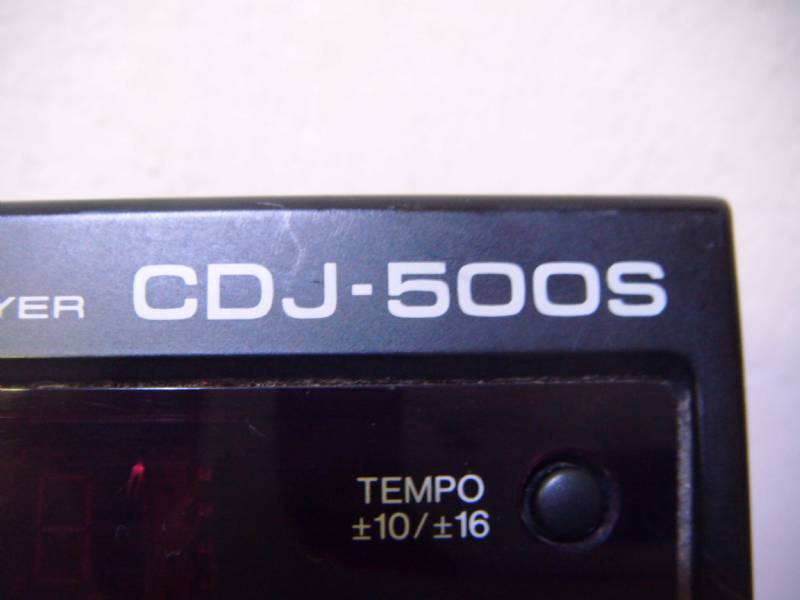 YER CDJ-500S
TEMPO
±10/±16